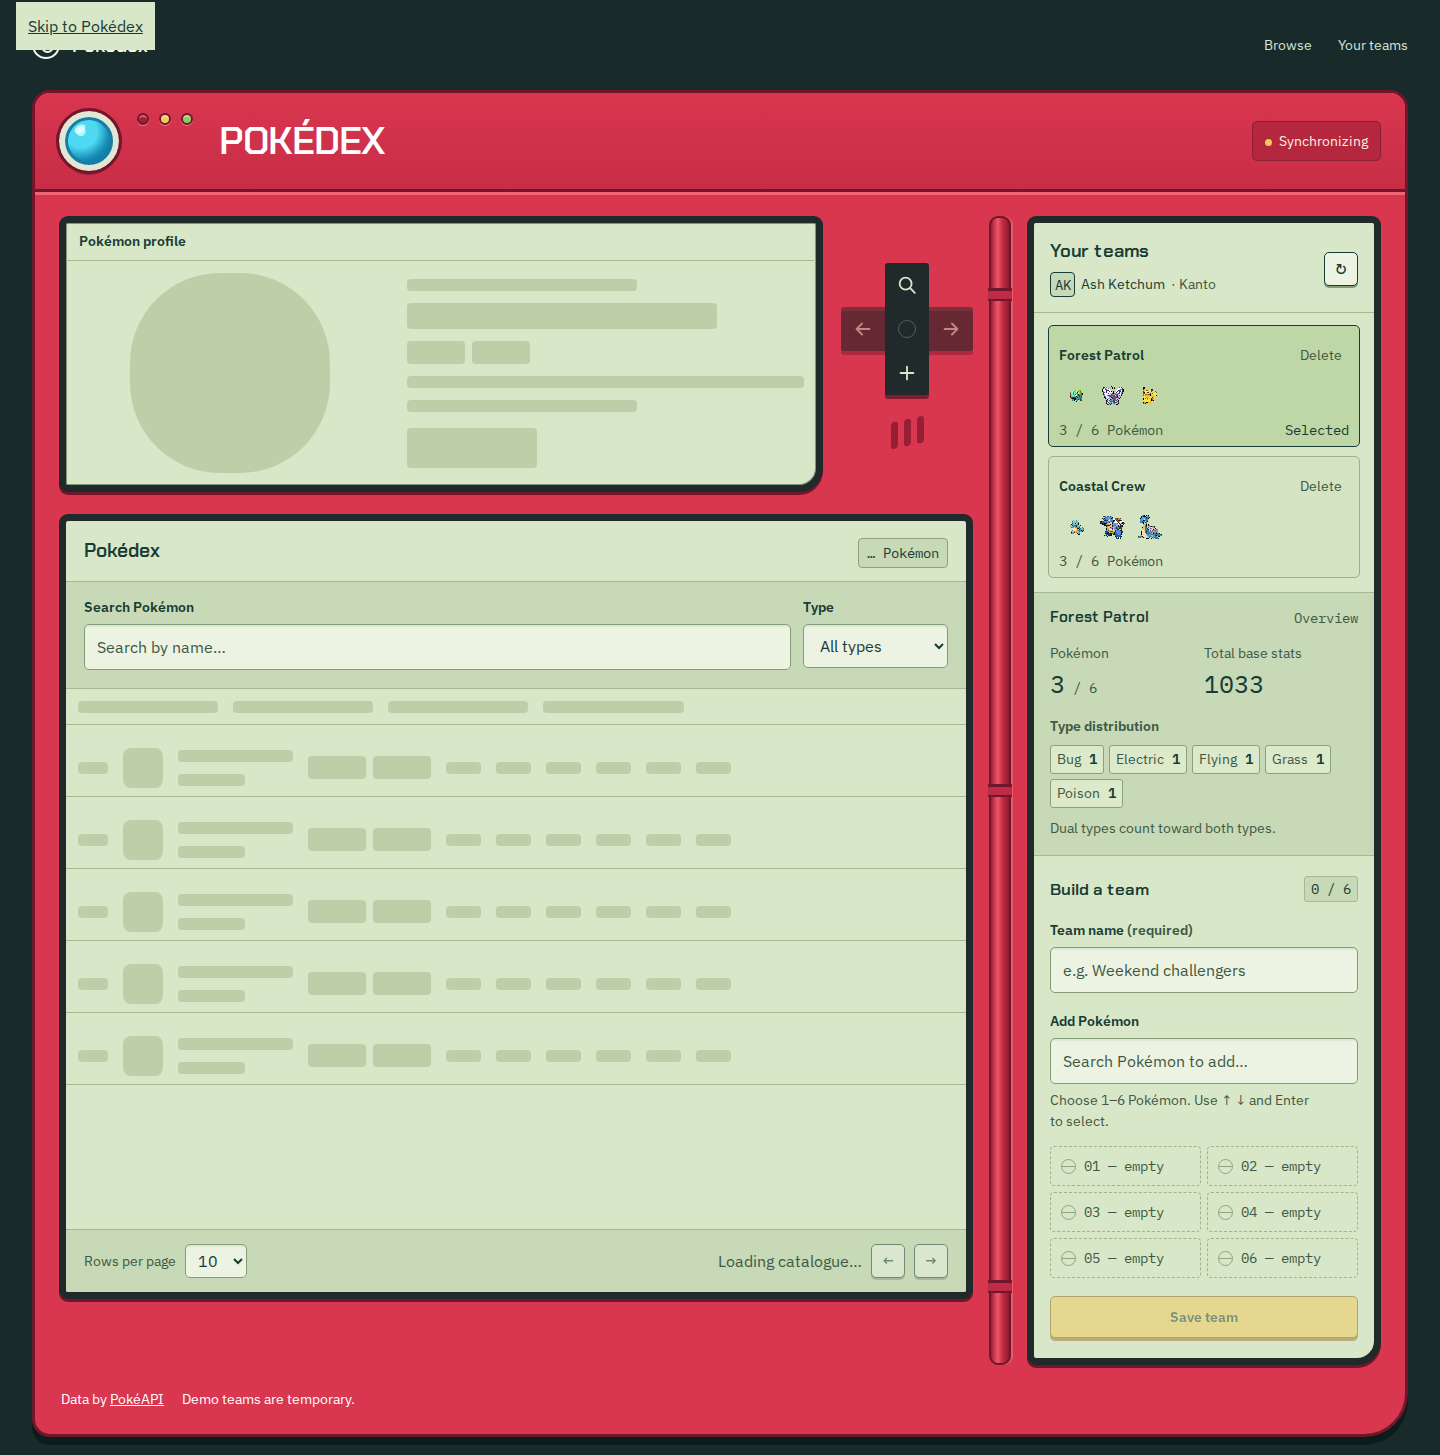 Skip to Pokédex
Browse
Your teams
POKÉDEX
Synchronizing
Pokémon profile
Pokédex
… Pokémon
Search Pokémon
Type
Search by name…
All types
Rows per page
10
Loading catalogue…
←
→
Your teams
↻
AK
Ash Ketchum · Kanto
Forest Patrol
Delete
3 / 6 Pokémon
Selected
Coastal Crew
Delete
3 / 6 Pokémon
Forest Patrol
Overview
Pokémon
Total base stats
3 / 6
1033
Type distribution
Bug 1
Electric 1
Flying 1
Grass 1
Poison 1
Dual types count toward both types.
Build a team
0 / 6
Team name (required)
e.g. Weekend challengers
Add Pokémon
Search Pokémon to add…
Choose 1–6 Pokémon. Use ↑ ↓ and Enter
to select.
01 — empty
02 — empty
03 — empty
04 — empty
05 — empty
06 — empty
Save team
Data by PokéAPI
Demo teams are temporary.